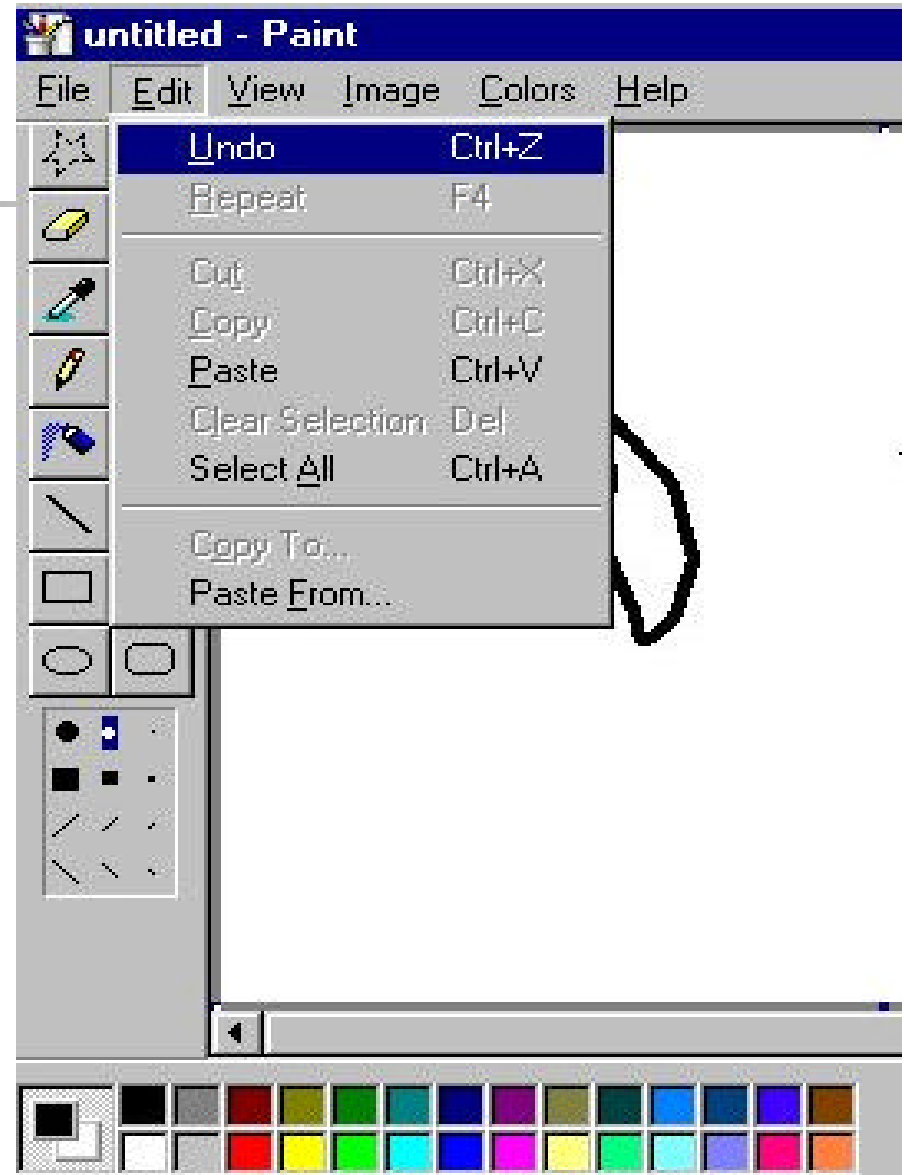 untitled - Paint
File Edit View Image Colors Help
Undo Ctrl+Z
Repeat F4
Cut Ctrl+X
Copy Ctrl+C
Paste Ctrl+V
Clear Selection Del
Select All Ctrl+A
Copy To...
Paste From...